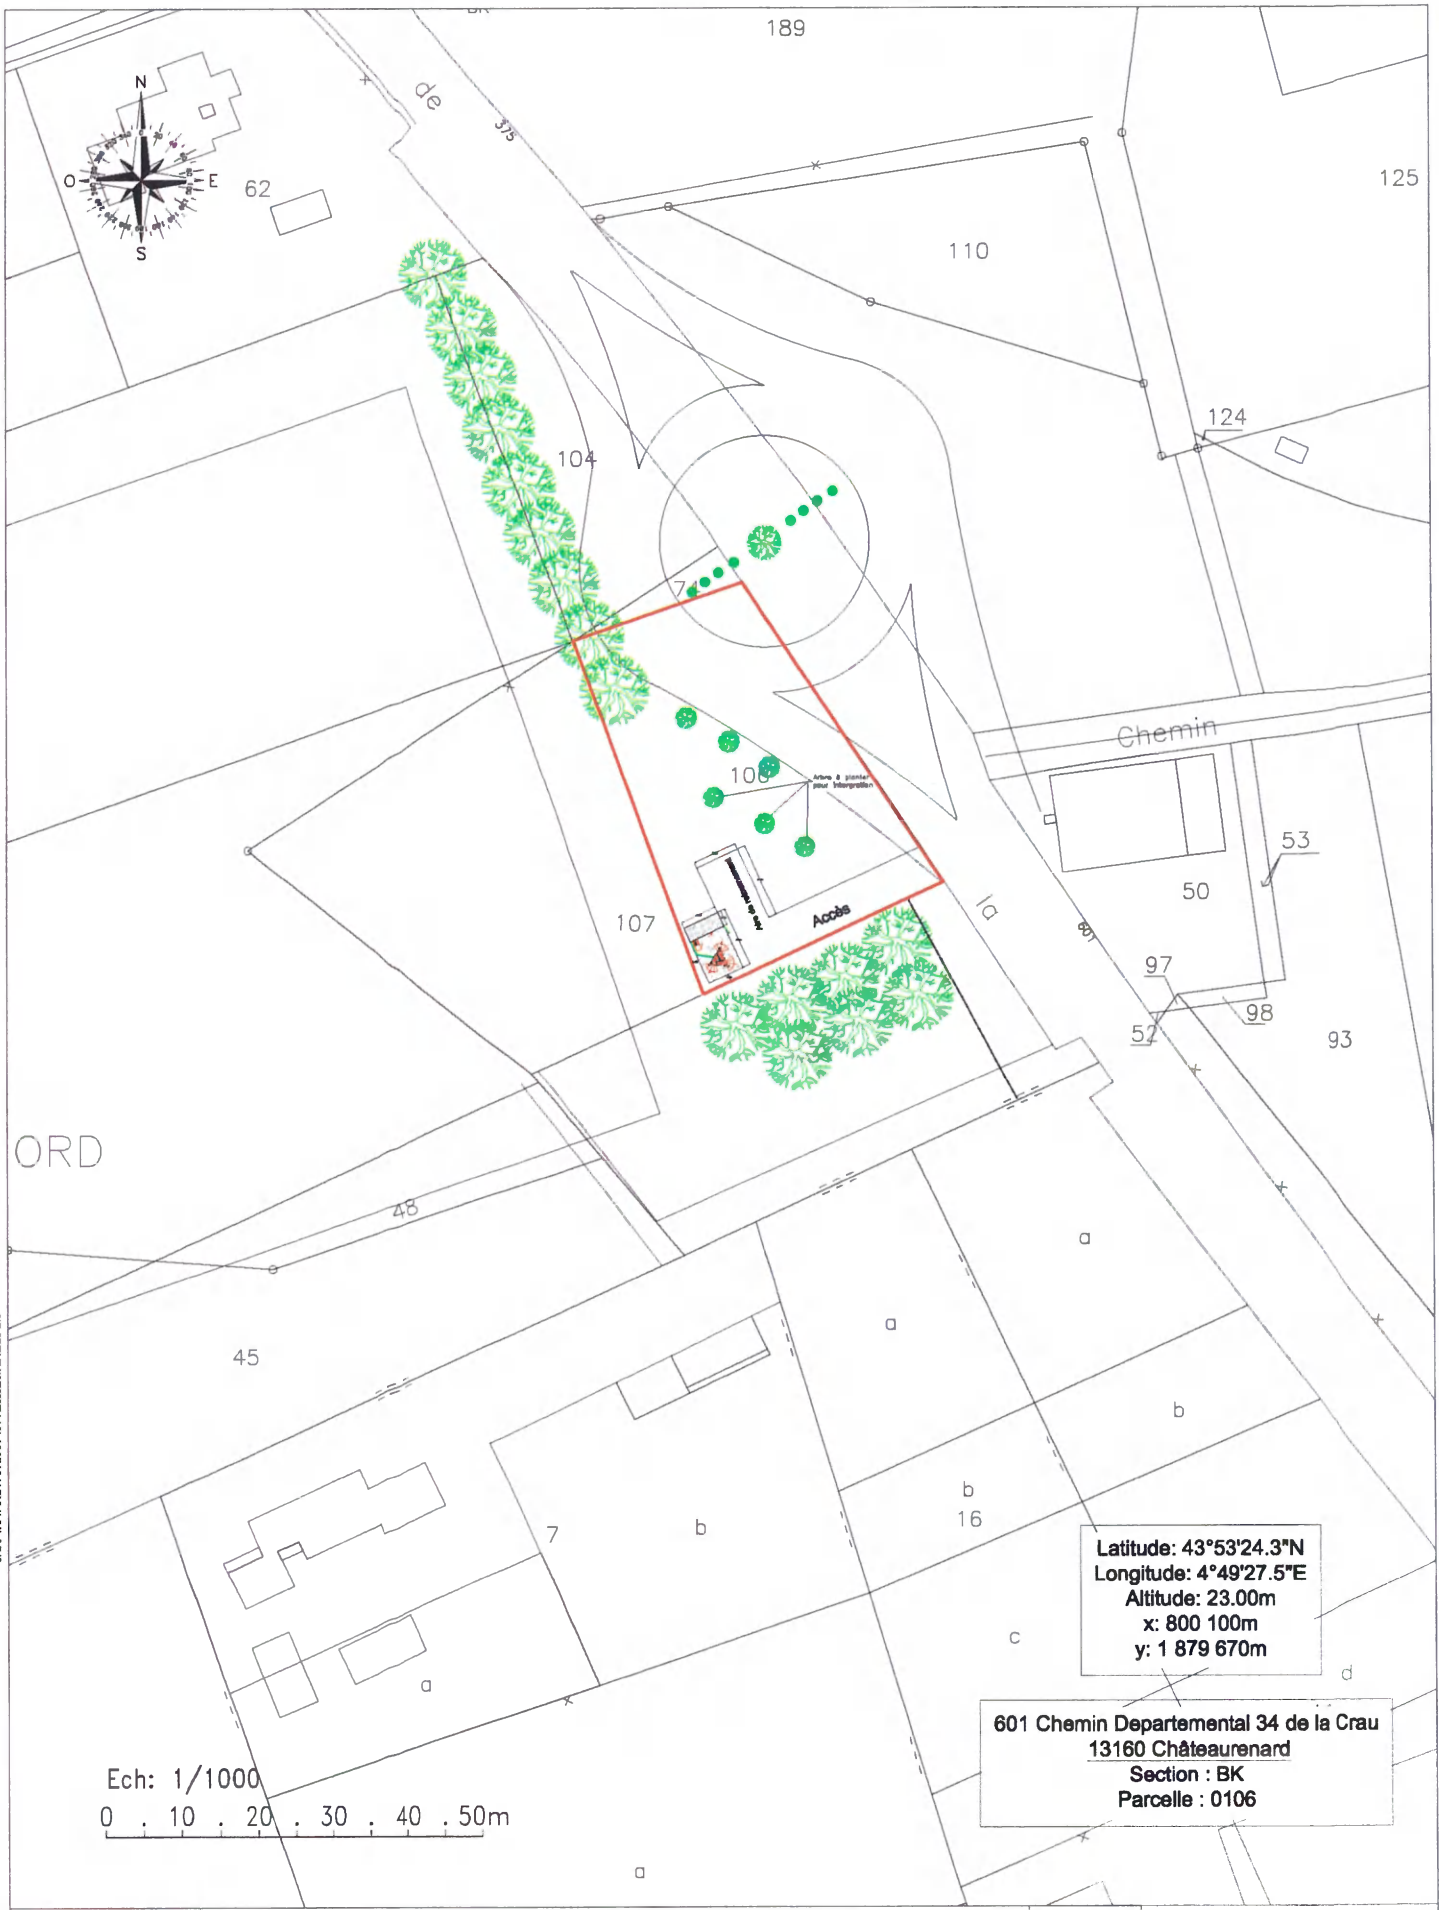 189
de
375
N
O
E
S
62
125
110
124
104
74
Chemin
106
Arbre à planter
pour intégration
53
50
Accès
107
la
601
97
98
52
93
ORD
48
a
a
45
b
b
16
7
b
Latitude: 43°53'24.3"N
Longitude: 4°49'27.5"E
Altitude: 23.00m
x: 800 100m
y: 1 879 670m
c
d
a
601 Chemin Departemental 34 de la Crau
13160 Châteaurenard
Section : BK
Parcelle : 0106
Ech: 1/1000
0 . 10 . 20 . 30 . 40 . 50m
a